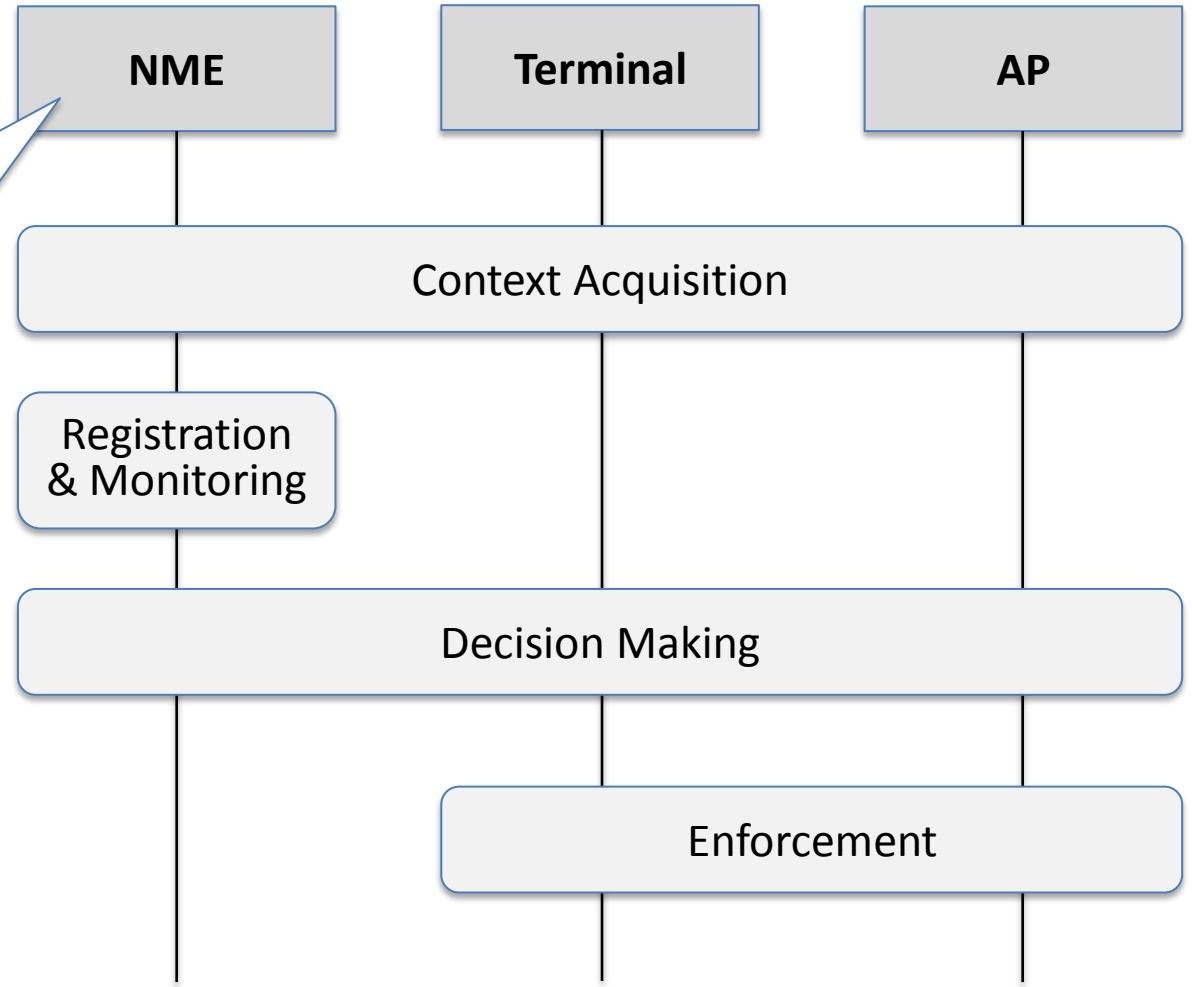 NME
Terminal
AP
Context Acquisition
Registration
& Monitoring
Decision Making
Enforcement